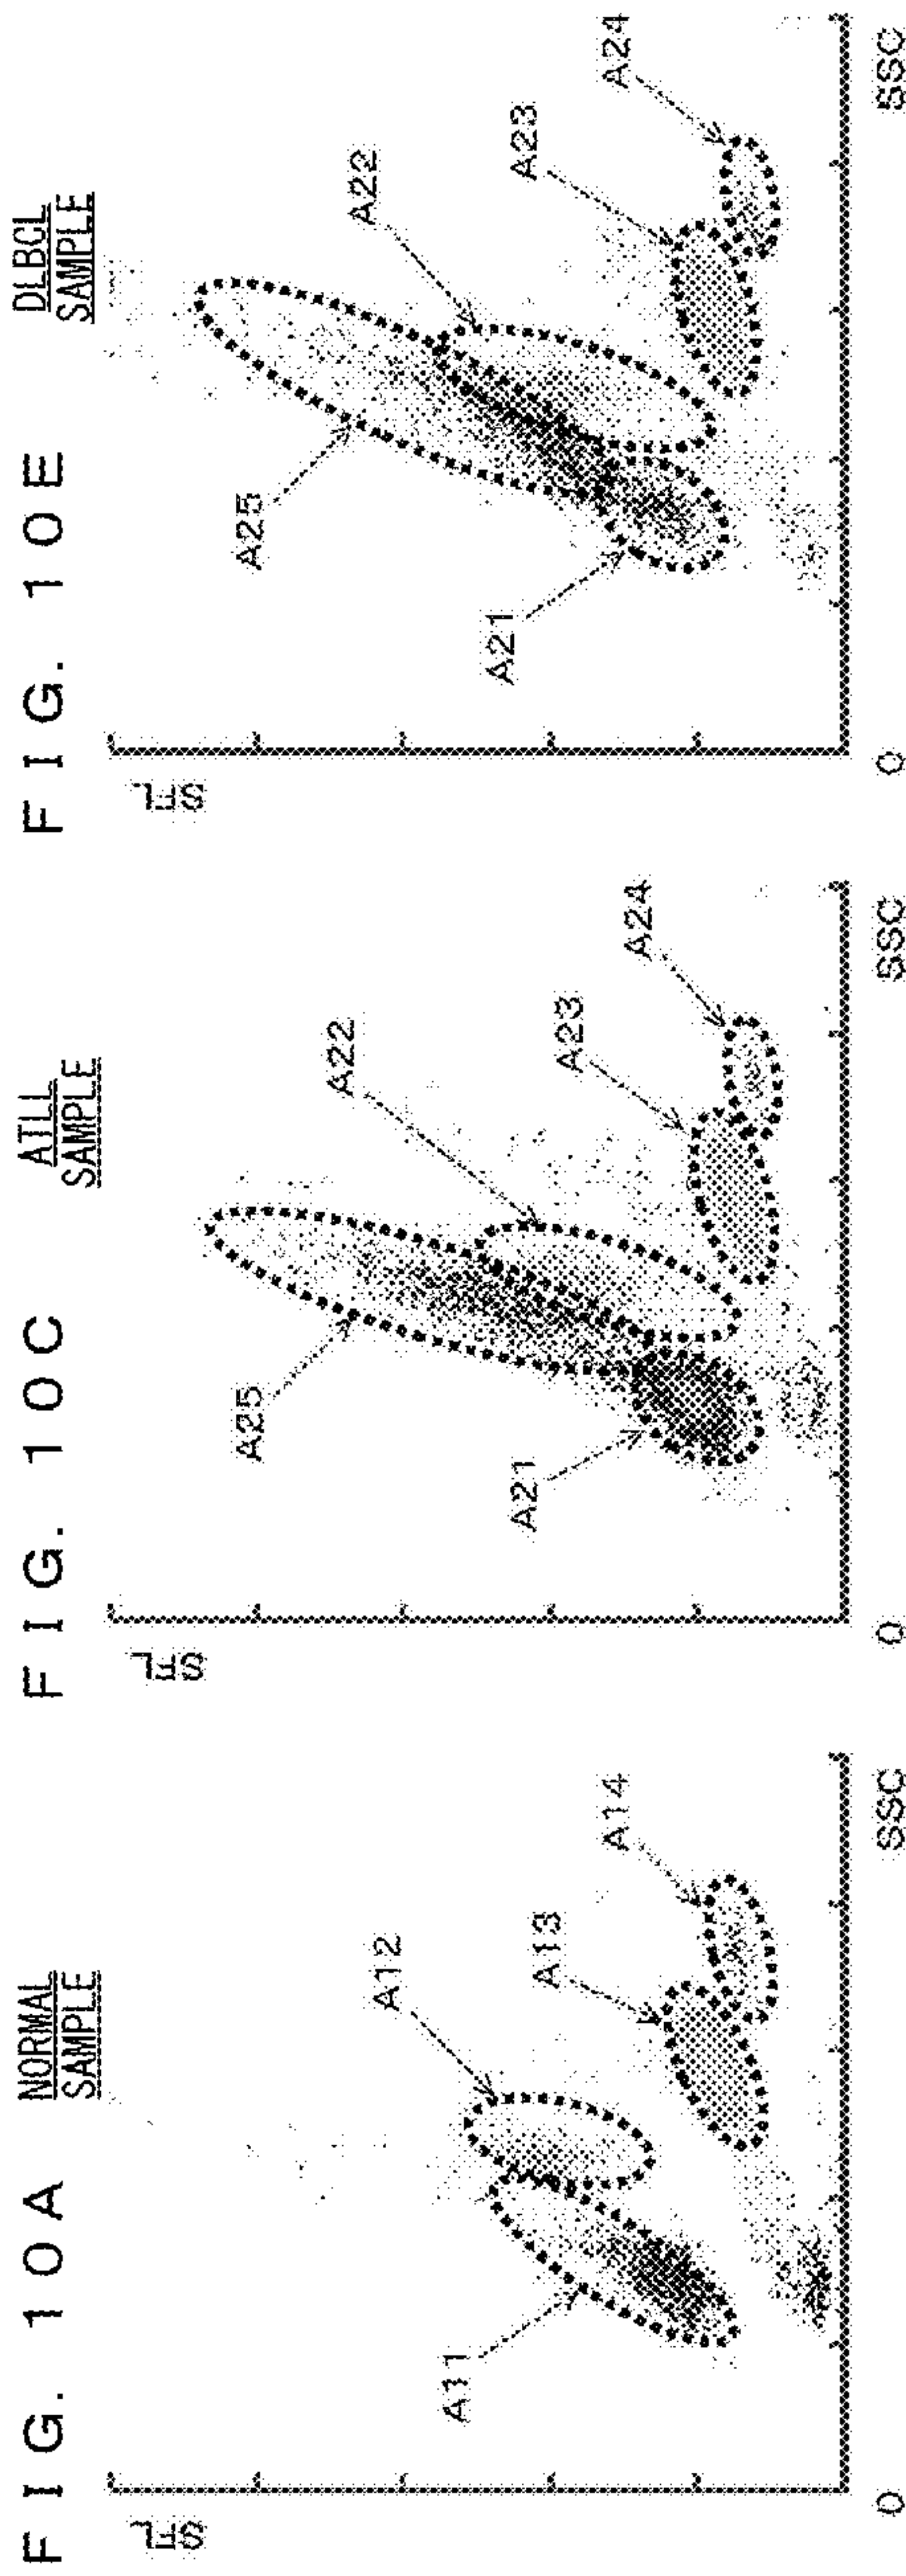 FIG. 10A
NORMAL
SAMPLE
SFL
A11
A12
A13
A14
0
SSC
FIG. 10C
ATLL
SAMPLE
SFL
A25
A21
A22
A23
A24
0
SSC
FIG. 10E
DLBCL
SAMPLE
SFL
A25
A21
A22
A23
A24
0
SSC